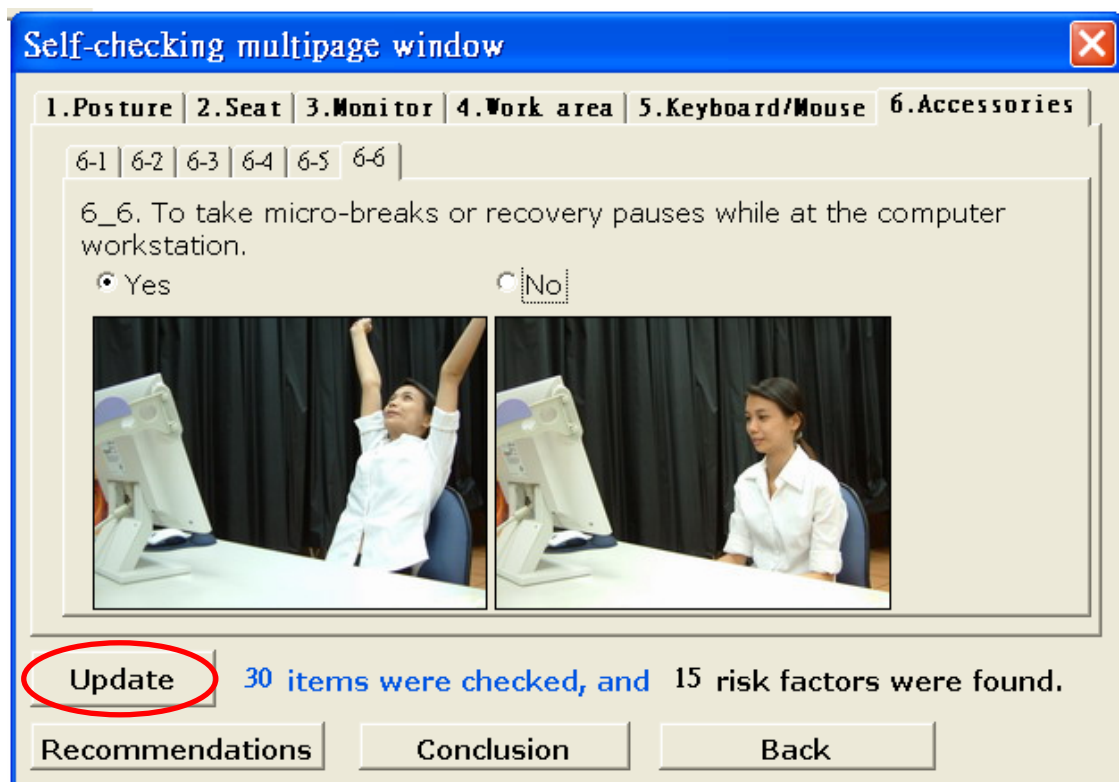 Self-checking multipage window
1.Posture 2.Seat 3.Monitor 4.Work area 5.Keyboard/Mouse 6.Accessories
6-1 6-2 6-3 6-4 6-5 6-6
6_6. To take micro-breaks or recovery pauses while at the computer
workstation.
Yes No
Update 30 items were checked, and 15 risk factors were found.
Recommendations Conclusion Back